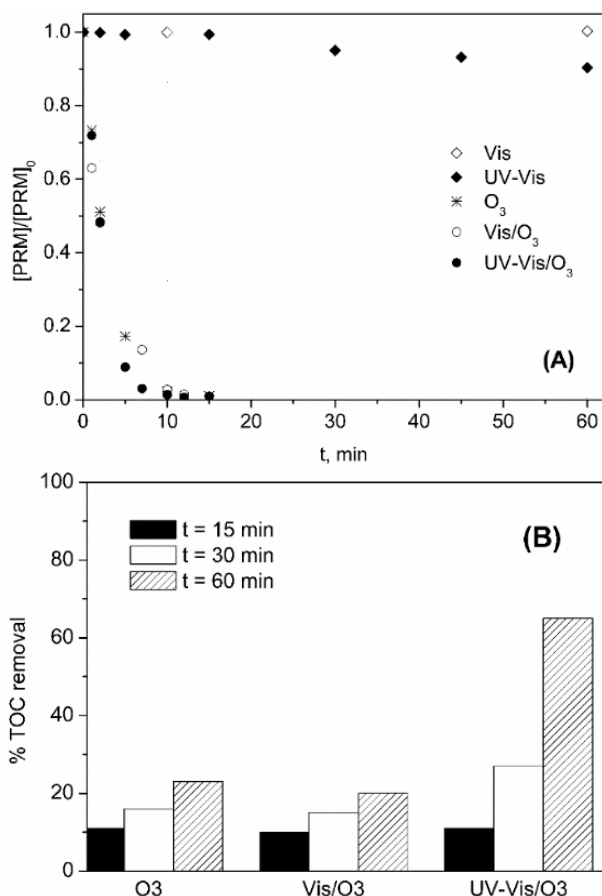 1.0
0.8
0.6
0.4
0.2
0.0
[PRM]/[PRM]₀
Vis
UV-Vis
O₃
Vis/O₃
UV-Vis/O₃
(A)
0 10 20 30 40 50 60
t, min
100
80
60
40
20
0
% TOC removal
t = 15 min
t = 30 min
t = 60 min
(B)
O3 Vis/O3 UV-Vis/O3